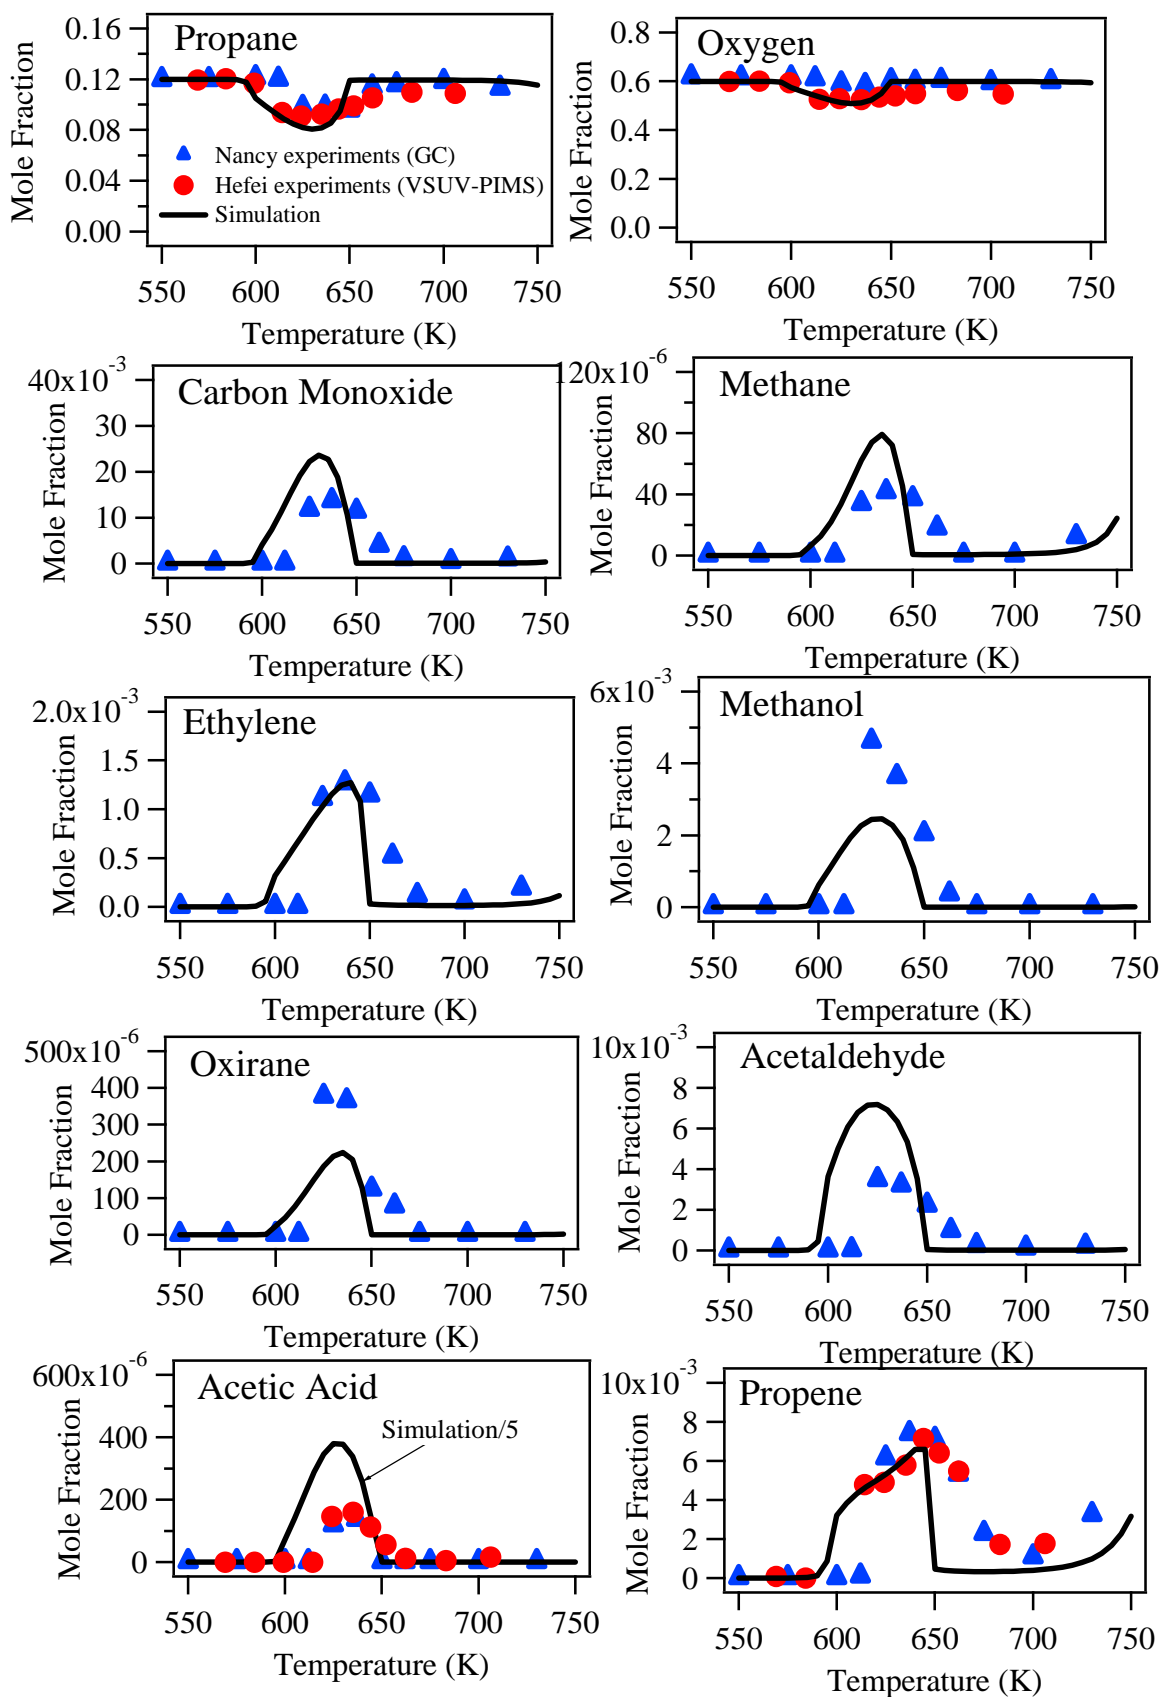 Propane
Mole Fraction
0.16
0.12
0.08
0.04
0.00
Nancy experiments (GC)
Hefei experiments (VSUV-PIMS)
Simulation
550 600 650 700 750
Temperature (K)
Oxygen
Mole Fraction
0.8
0.6
0.4
0.2
0.0
550 600 650 700 750
Temperature (K)
Carbon Monoxide
Mole Fraction
40x10-3
30
20
10
0
550 600 650 700 750
Temperature (K)
Methane
Mole Fraction
120x10-6
80
40
0
550 600 650 700 750
Temperature (K)
Ethylene
Mole Fraction
2.0x10-3
1.5
1.0
0.5
0.0
550 600 650 700 750
Temperature (K)
Methanol
Mole Fraction
6x10-3
4
2
0
550 600 650 700 750
Temperature (K)
Oxirane
Mole Fraction
500x10-6
400
300
200
100
0
550 600 650 700 750
Temperature (K)
Acetaldehyde
Mole Fraction
10x10-3
8
6
4
2
0
550 600 650 700 750
Temperature (K)
Acetic Acid
Mole Fraction
600x10-6
400
200
0
Simulation/5
550 600 650 700 750
Temperature (K)
Propene
Mole Fraction
10x10-3
8
6
4
2
0
550 600 650 700 750
Temperature (K)